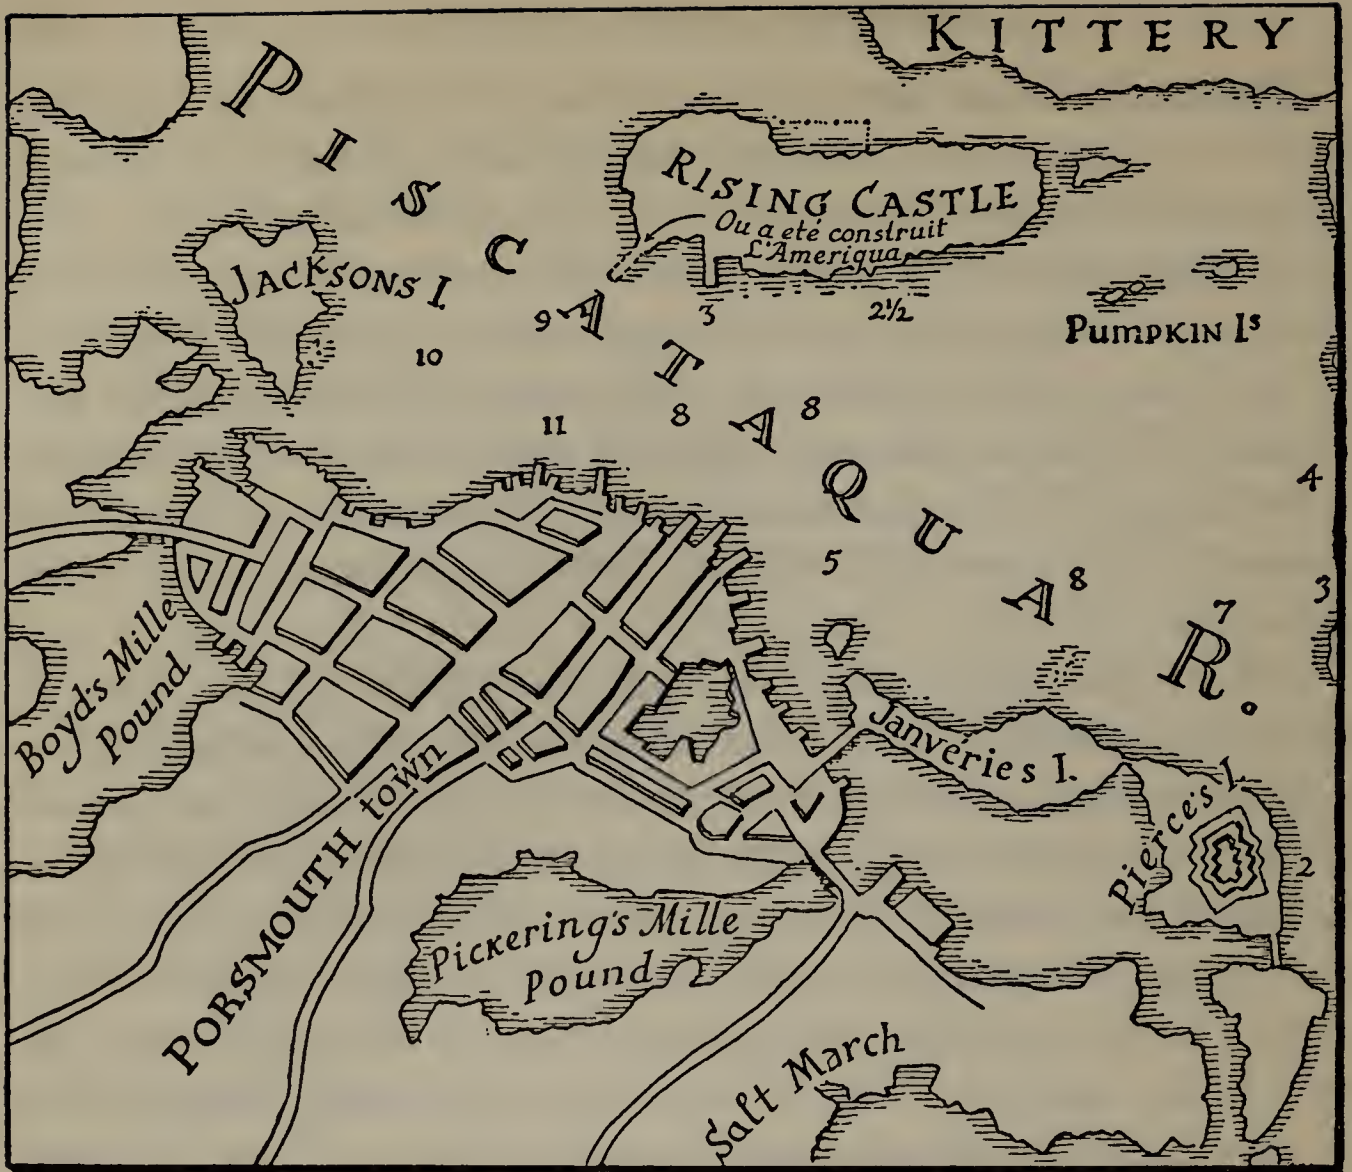 KITTERY
PISCATAQUA R.
RISING CASTLE
Ou a eté construit
L'Ameriqua
JACKSONS I.
PUMPKIN Is
9
3
2½
10
11
8
8
4
5
8
3
7
Boyd's Mille
Pound
Janveries I.
Pierce's I.
2
PORSMOUTH town
Pickering's Mille
Pound
Salt March